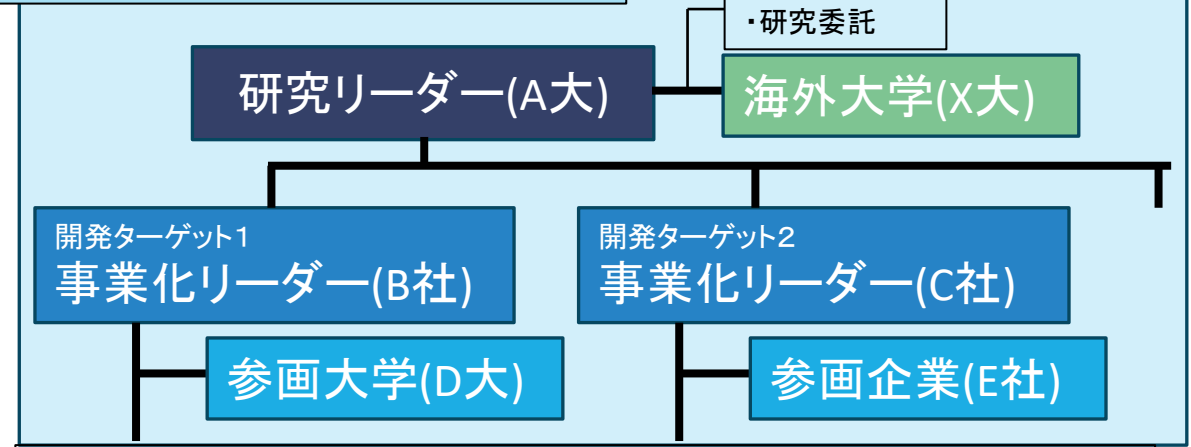 ・研究委託
研究リーダー(A大)
海外大学(X大)
開発ターゲット１
事業化リーダー(B社)
開発ターゲット２
事業化リーダー(C社)
参画大学(D大)
参画企業(E社)